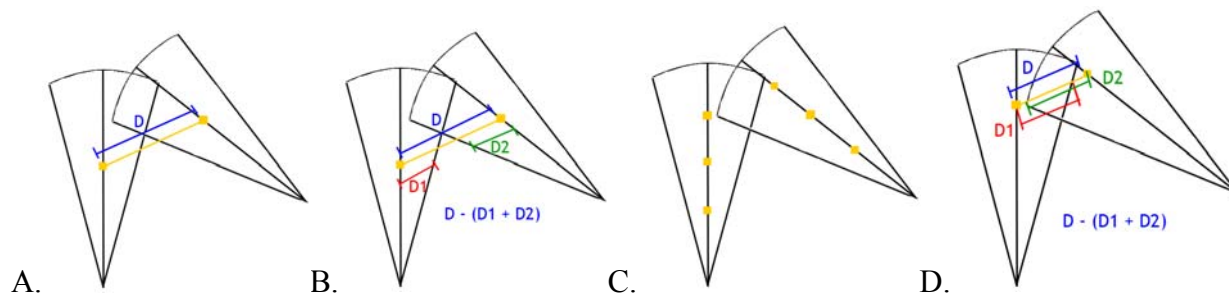 A.
D
B.
D
D2
D1
D - (D1 + D2)
C.
D.
D
D2
D1
D - (D1 + D2)